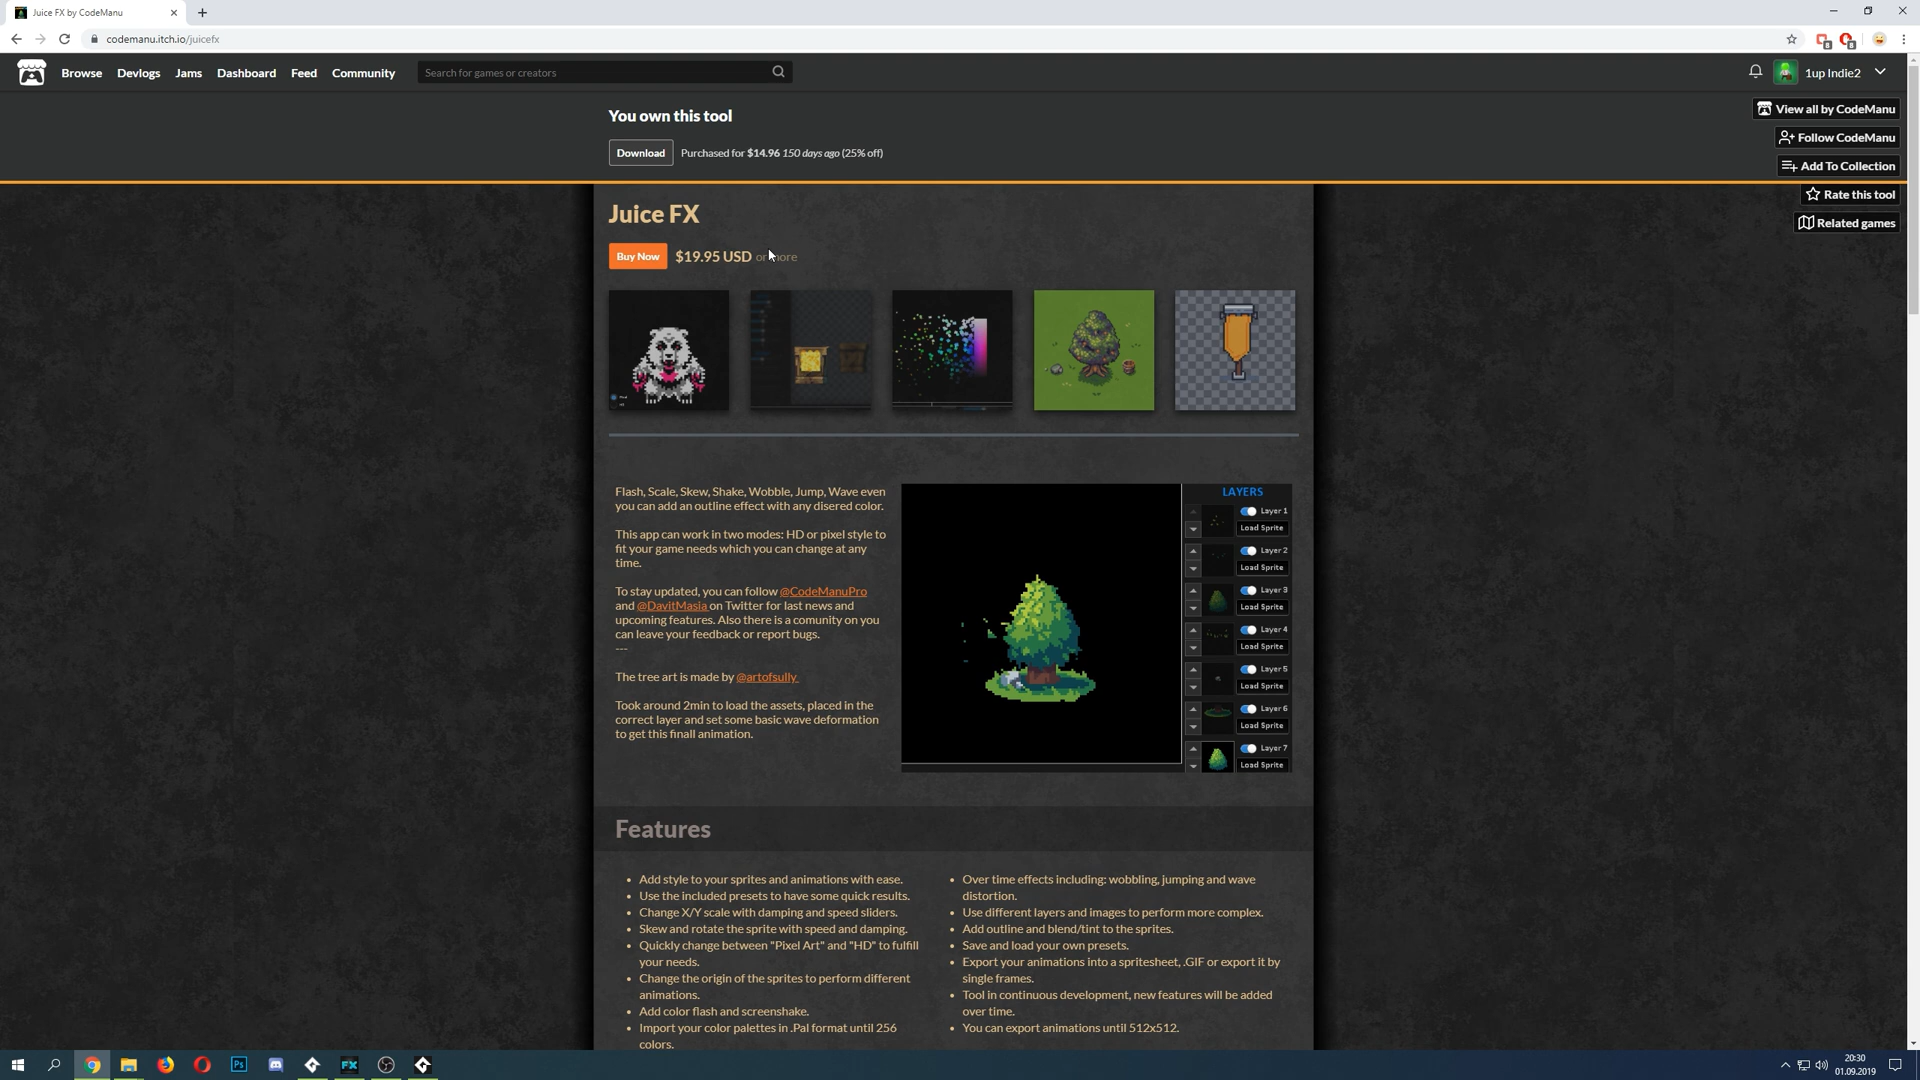 Juice FX by CodeManu
codemanu.itch.io/juicefx
Browse Devlogs Jams Dashboard Feed Community Search for games or creators 1up Indie2
You own this tool
Download Purchased for $14.96 150 days ago (25% off)
View all by CodeManu
Follow CodeManu
Add To Collection
Rate this tool
Related games
Juice FX
Buy Now $19.95 USD or more
Flash, Scale, Skew, Shake, Wobble, Jump, Wave even
you can add an outline effect with any disered color.
This app can work in two modes: HD or pixel style to
fit your game needs which you can change at any
time.
To stay updated, you can follow @CodeManuPro
and @DavitMasia on Twitter for last news and
upcoming features. Also there is a comunity on you
can leave your feedback or report bugs.
---
The tree art is made by @artofsully.
Took around 2min to load the assets, placed in the
correct layer and set some basic wave deformation
to get this finall animation.
LAYERS
Layer 1
Load Sprite
Layer 2
Load Sprite
Layer 3
Load Sprite
Layer 4
Load Sprite
Layer 5
Load Sprite
Layer 6
Load Sprite
Layer 7
Load Sprite
Features
• Add style to your sprites and animations with ease.
• Use the included presets to have some quick results.
• Change X/Y scale with damping and speed sliders.
• Skew and rotate the sprite with speed and damping.
• Quickly change between "Pixel Art" and "HD" to fulfill
your needs.
• Change the origin of the sprites to perform different
animations.
• Add color flash and screenshake.
• Import your color palettes in .Pal format until 256
colors.
• Over time effects including: wobbling, jumping and wave
distortion.
• Use different layers and images to perform more complex.
• Add outline and blend/tint to the sprites.
• Save and load your own presets.
• Export your animations into a spritesheet, .GIF or export it by
single frames.
• Tool in continuous development, new features will be added
over time.
• You can export animations until 512x512.
Ps FX
20:30
01.09.2019